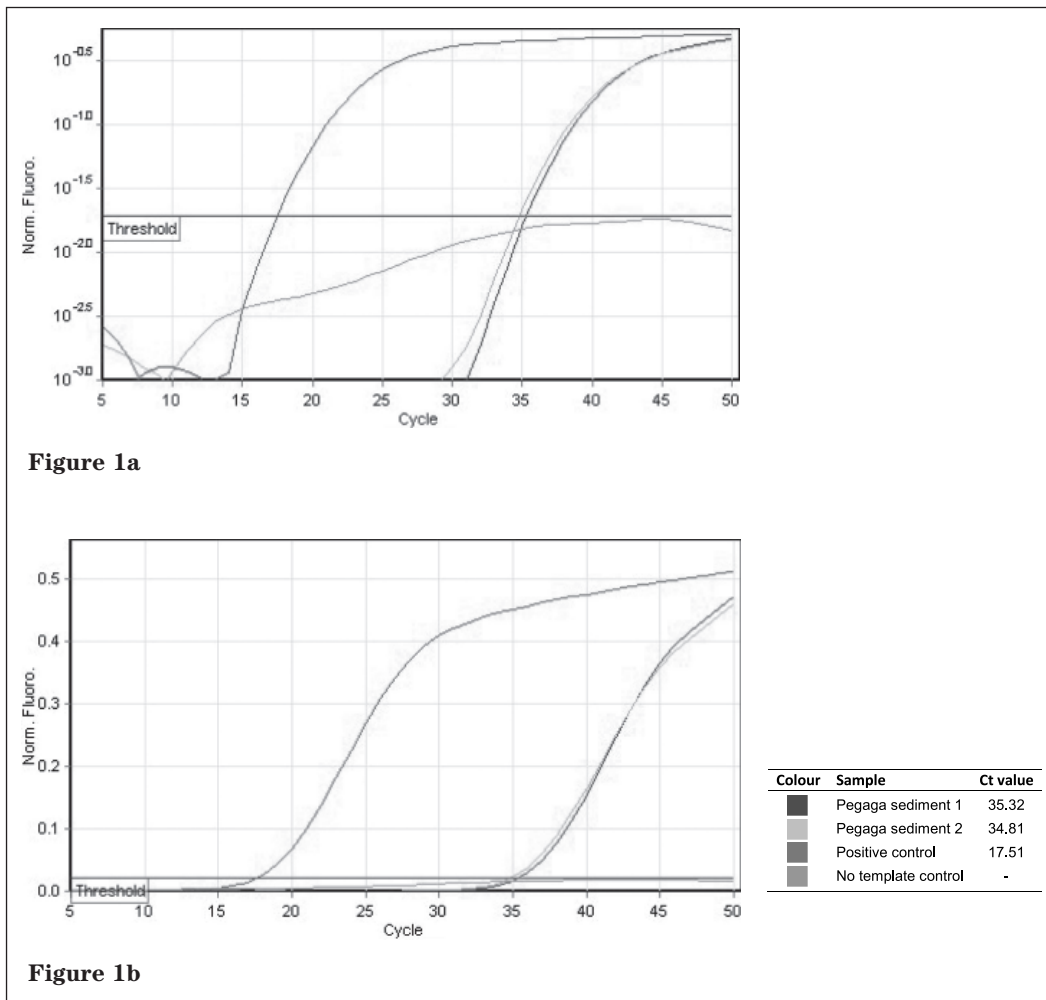 10^-0.5
10^-1.0
10^-1.5
10^-2.0
10^-2.5
10^-3.0
Norm. Fluoro.
Threshold
5 10 15 20 25 30 35 40 45 50
Cycle
Figure 1a
0.5
0.4
0.3
0.2
0.1
0.0
Norm. Fluoro.
Threshold
5 10 15 20 25 30 35 40 45 50
Cycle
Colour Sample Ct value
Pegaga sediment 1 35.32
Pegaga sediment 2 34.81
Positive control 17.51
No template control -
Figure 1b